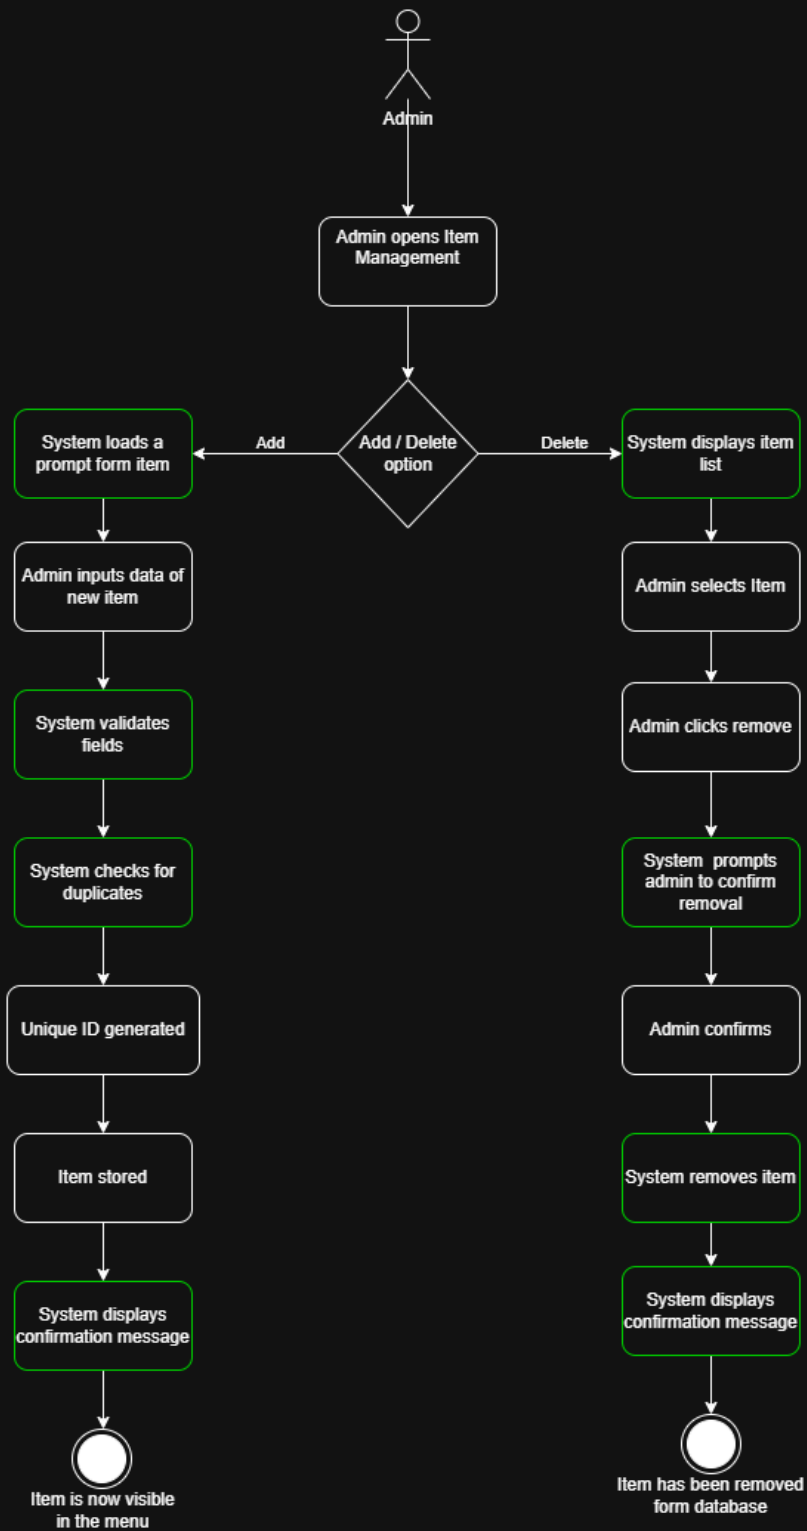 Admin
Admin opens Item
Management
Add / Delete
option
Add
Delete
System loads a
prompt form item
Admin inputs data of
new item
System validates
fields
System checks for
duplicates
Unique ID generated
Item stored
System displays
confirmation message
Item is now visible
in the menu
System displays item
list
Admin selects Item
Admin clicks remove
System prompts
admin to confirm
removal
Admin confirms
System removes item
System displays
confirmation message
Item has been removed
form database